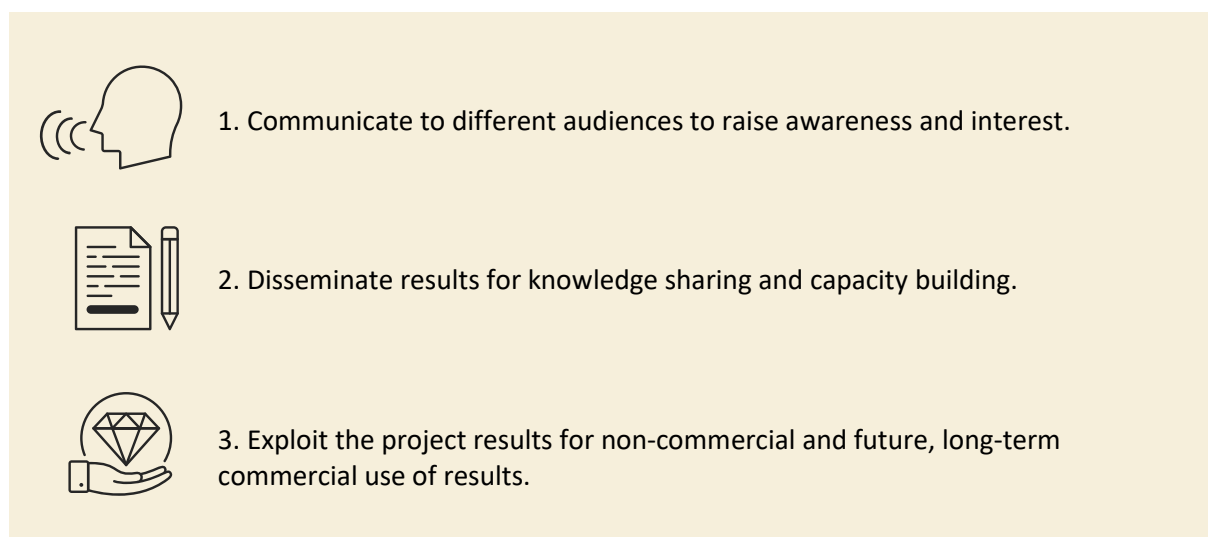 1. Communicate to different audiences to raise awareness and interest.
2. Disseminate results for knowledge sharing and capacity building.
3. Exploit the project results for non-commercial and future, long-term
commercial use of results.